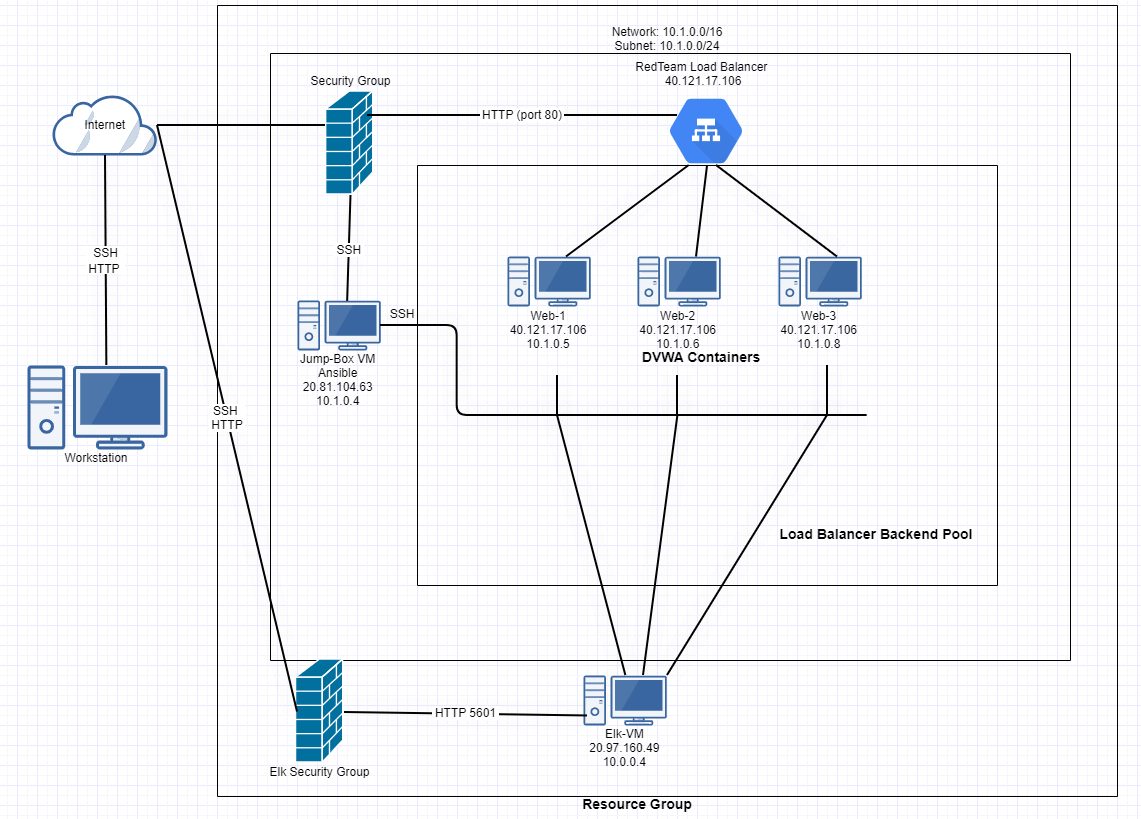 Network: 10.1.0.0/16
Subnet: 10.1.0.0/24
RedTeam Load Balancer
40.121.17.106
Security Group
Internet
HTTP (port 80)
SSH
HTTP
SSH
SSH
Web-1
40.121.17.106
10.1.0.5
Web-2
40.121.17.106
10.1.0.6
Web-3
40.121.17.106
10.1.0.8
DVWA Containers
Jump-Box VM
Ansible
20.81.104.63
10.1.0.4
SSH
HTTP
Workstation
Load Balancer Backend Pool
HTTP 5601
Elk-VM
20.97.160.49
10.0.0.4
Elk Security Group
Resource Group